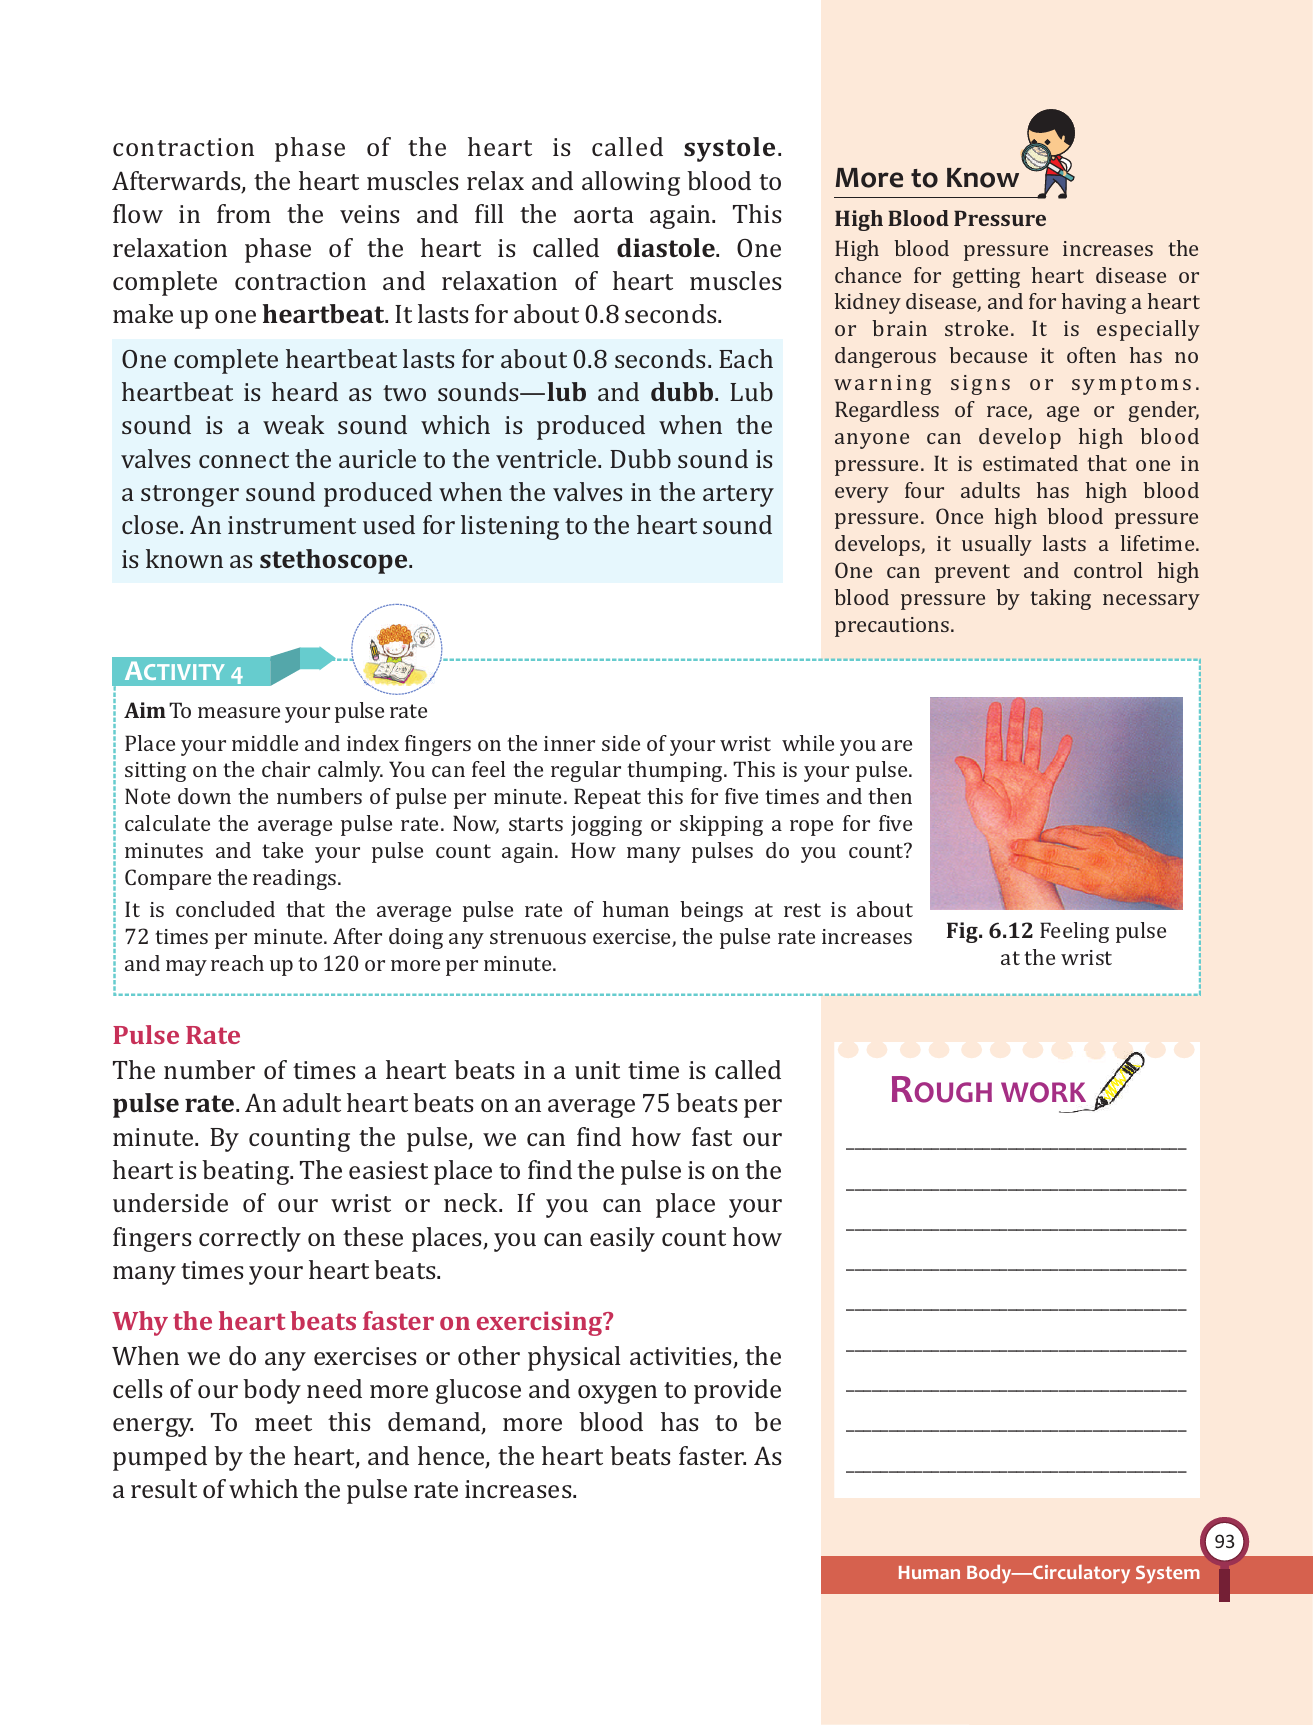 contraction phase of the heart is called systole.
Afterwards, the heart muscles relax and allowing blood to
flow in from the veins and fill the aorta again. This
relaxation phase of the heart is called diastole. One
complete contraction and relaxation of heart muscles
make up one heartbeat. It lasts for about 0.8 seconds.
One complete heartbeat lasts for about 0.8 seconds. Each
heartbeat is heard as two sounds—lub and dubb. Lub
sound is a weak sound which is produced when the
valves connect the auricle to the ventricle. Dubb sound is
a stronger sound produced when the valves in the artery
close. An instrument used for listening to the heart sound
is known as stethoscope.
More to Know
High Blood Pressure
High blood pressure increases the
chance for getting heart disease or
kidney disease, and for having a heart
or brain stroke. It is especially
dangerous because it often has no
warning signs or symptoms.
Regardless of race, age or gender,
anyone can develop high blood
pressure. It is estimated that one in
every four adults has high blood
pressure. Once high blood pressure
develops, it usually lasts a lifetime.
One can prevent and control high
blood pressure by taking necessary
precautions.
ACTIVITY 4
Aim To measure your pulse rate
Place your middle and index fingers on the inner side of your wrist while you are
sitting on the chair calmly. You can feel the regular thumping. This is your pulse.
Note down the numbers of pulse per minute. Repeat this for five times and then
calculate the average pulse rate. Now, starts jogging or skipping a rope for five
minutes and take your pulse count again. How many pulses do you count?
Compare the readings.
It is concluded that the average pulse rate of human beings at rest is about
72 times per minute. After doing any strenuous exercise, the pulse rate increases
and may reach up to 120 or more per minute.
Fig. 6.12 Feeling pulse
at the wrist
Pulse Rate
The number of times a heart beats in a unit time is called
pulse rate. An adult heart beats on an average 75 beats per
minute. By counting the pulse, we can find how fast our
heart is beating. The easiest place to find the pulse is on the
underside of our wrist or neck. If you can place your
fingers correctly on these places, you can easily count how
many times your heart beats.
Why the heart beats faster on exercising?
When we do any exercises or other physical activities, the
cells of our body need more glucose and oxygen to provide
energy. To meet this demand, more blood has to be
pumped by the heart, and hence, the heart beats faster. As
a result of which the pulse rate increases.
ROUGH WORK
93
Human Body—Circulatory System